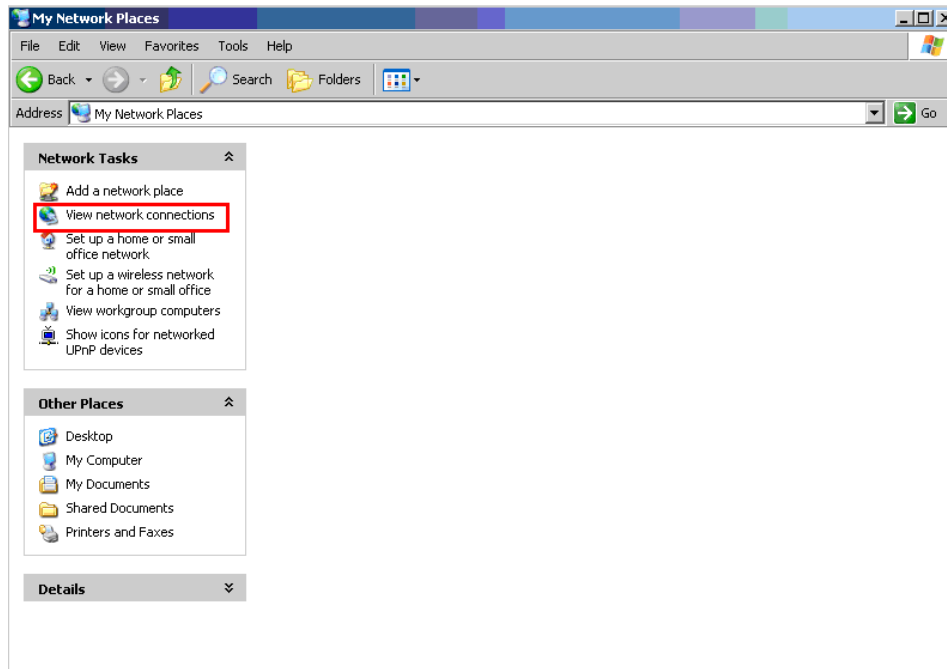 My Network Places
File Edit View Favorites Tools Help
Back Search Folders
Address My Network Places Go
Network Tasks
Add a network place
View network connections
Set up a home or small
office network
Set up a wireless network
for a home or small office
View workgroup computers
Show icons for networked
UPnP devices
Other Places
Desktop
My Computer
My Documents
Shared Documents
Printers and Faxes
Details